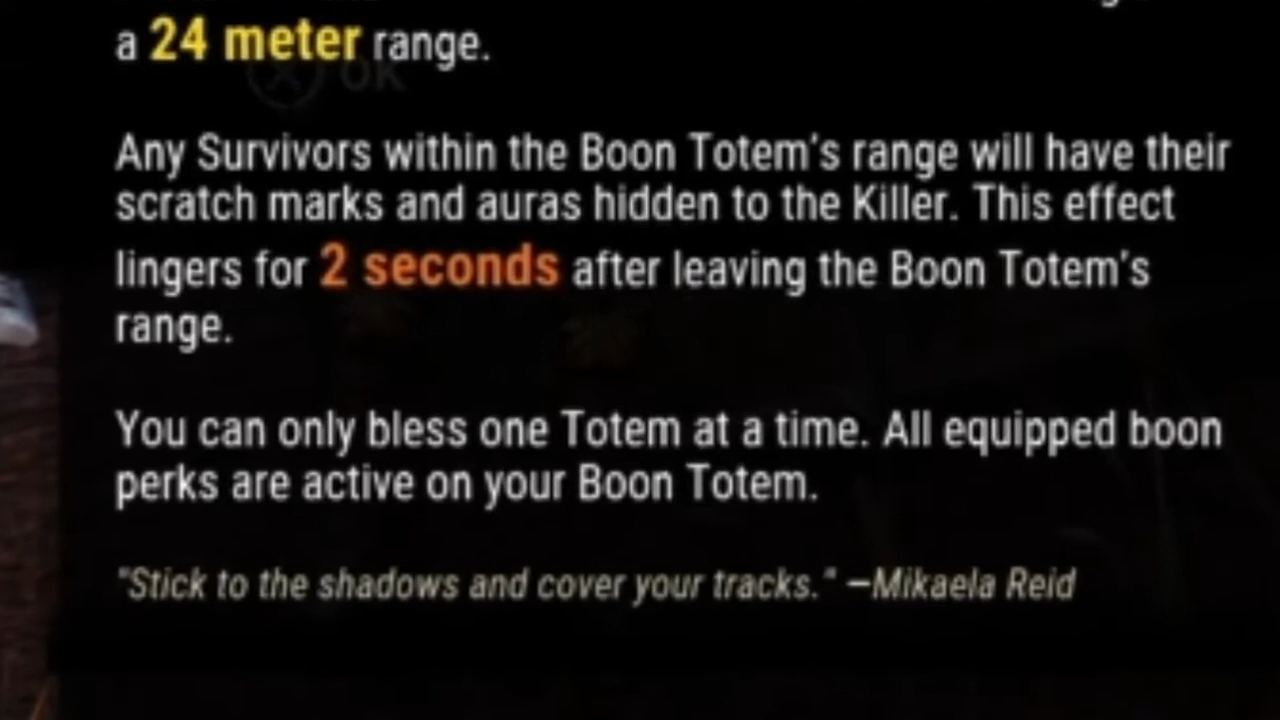 a 24 meter range.
OK
Any Survivors within the Boon Totem's range will have their
scratch marks and auras hidden to the Killer. This effect
lingers for 2 seconds after leaving the Boon Totem's
range.
You can only bless one Totem at a time. All equipped boon
perks are active on your Boon Totem.
"Stick to the shadows and cover your tracks." —Mikaela Reid